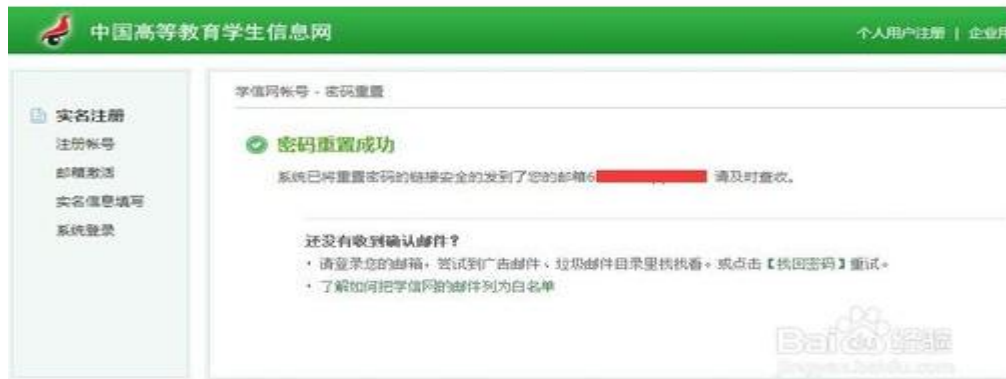 中国高等教育学生信息网
个人用户注册 | 企业用
学信网帐号 - 密码重置
实名注册
注册帐号
邮箱激活
实名信息填写
系统登录
密码重置成功
系统已将重置密码的链接安全的发到了您的邮箱6 请及时查收。
还没有收到确认邮件？
· 请登录您的邮箱，尝试到广告邮件、垃圾邮件目录里找找看。或点击【找回密码】重试。
· 了解如何把学信网的邮件列为白名单
Baidu 经验
jingyan.baidu.com